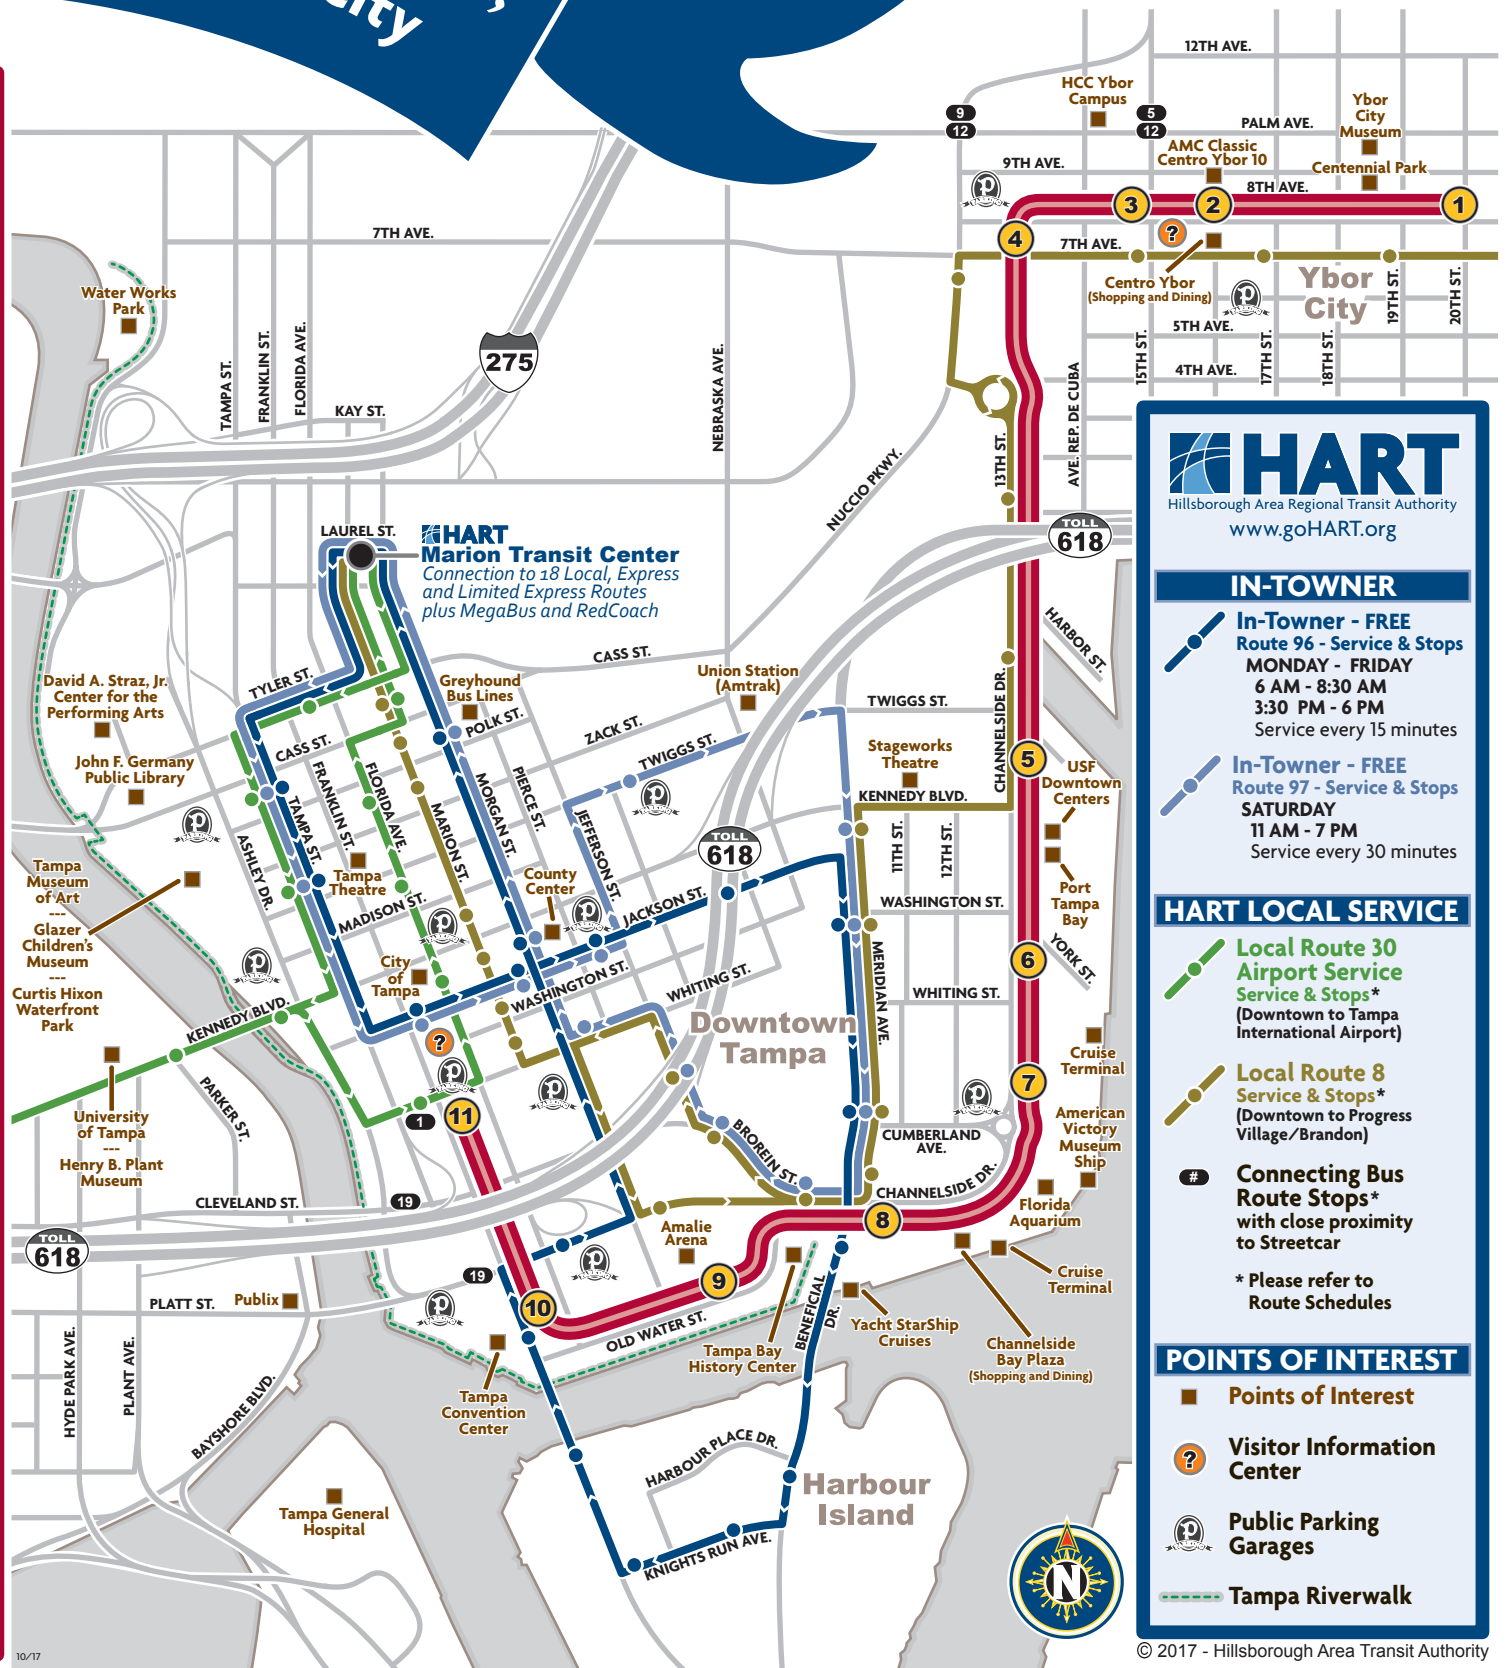 City
12TH AVE.
HCC Ybor
Campus
9
12
5
12
PALM AVE.
Ybor
City
Museum
AMC Classic
Centro Ybor 10
9TH AVE.
Centennial Park
8TH AVE.
3
2
1
4
7TH AVE.
7TH AVE.
?
Centro Ybor
(Shopping and Dining)
Ybor
City
19TH ST.
20TH ST.
5TH AVE.
15TH ST.
17TH ST.
18TH ST.
4TH AVE.
Water Works
Park
275
TAMPA ST.
FRANKLIN ST.
FLORIDA AVE.
KAY ST.
NEBRASKA AVE.
AVE. REP. DE CUBA
13TH ST.
NUCCIO PKWY.
TOLL
618
LAUREL ST.
HART
Marion Transit Center
Connection to 18 Local, Express
and Limited Express Routes
plus MegaBus and RedCoach
HARBOR ST.
CASS ST.
Union Station
(Amtrak)
TYLER ST.
Greyhound
Bus Lines
POLK ST.
ZACK ST.
TWIGGS ST.
TWIGGS ST.
CHANNELSIDE DR.
David A. Straz, Jr.
Center for the
Performing Arts
John F. Germany
Public Library
CASS ST.
FRANKLIN ST.
FLORIDA AVE.
TAMPA ST.
ASHLEY DR.
MARION ST.
MORGAN ST.
PIERCE ST.
JEFFERSON ST.
Stageworks
Theatre
KENNEDY BLVD.
5
USF
Downtown
Centers
Port
Tampa
Bay
11TH ST.
12TH ST.
TOLL
618
Tampa
Museum
of Art
---
Glazer
Children's
Museum
---
Curtis Hixon
Waterfront
Park
Tampa
Theatre
MADISON ST.
County
Center
JACKSON ST.
WASHINGTON ST.
City
of
Tampa
WASHINGTON ST.
WHITING ST.
6
YORK ST.
MERIDIAN AVE.
WHITING ST.
KENNEDY BLVD.
?
Downtown
Tampa
Cruise
Terminal
7
PARKER ST.
University
of Tampa
---
Henry B. Plant
Museum
1
11
BROREIN ST.
CUMBERLAND
AVE.
American
Victory
Museum
Ship
CHANNELSIDE DR.
Florida
Aquarium
8
CLEVELAND ST.
19
TOLL
618
Amalie
Arena
19
9
10
Cruise
Terminal
PLATT ST.
Publix
OLD WATER ST.
BENEFICIAL
DR.
Tampa Bay
History Center
Yacht StarShip
Cruises
Channelside
Bay Plaza
(Shopping and Dining)
HYDE PARK AVE.
PLANT AVE.
BAYSHORE BLVD.
Tampa
Convention
Center
HARBOUR PLACE DR.
Harbour
Island
Tampa General
Hospital
KNIGHTS RUN AVE.
N
10/17
HART
Hillsborough Area Regional Transit Authority
www.goHART.org
IN-TOWNER
In-Towner - FREE
Route 96 - Service & Stops
MONDAY - FRIDAY
6 AM - 8:30 AM
3:30 PM - 6 PM
Service every 15 minutes
In-Towner - FREE
Route 97 - Service & Stops
SATURDAY
11 AM - 7 PM
Service every 30 minutes
HART LOCAL SERVICE
Local Route 30
Airport Service
Service & Stops*
(Downtown to Tampa
International Airport)
Local Route 8
Service & Stops*
(Downtown to Progress
Village/Brandon)
#
Connecting Bus
Route Stops*
with close proximity
to Streetcar
* Please refer to
Route Schedules
POINTS OF INTEREST
Points of Interest
?
Visitor Information
Center
Public Parking
Garages
Tampa Riverwalk
© 2017 - Hillsborough Area Transit Authority